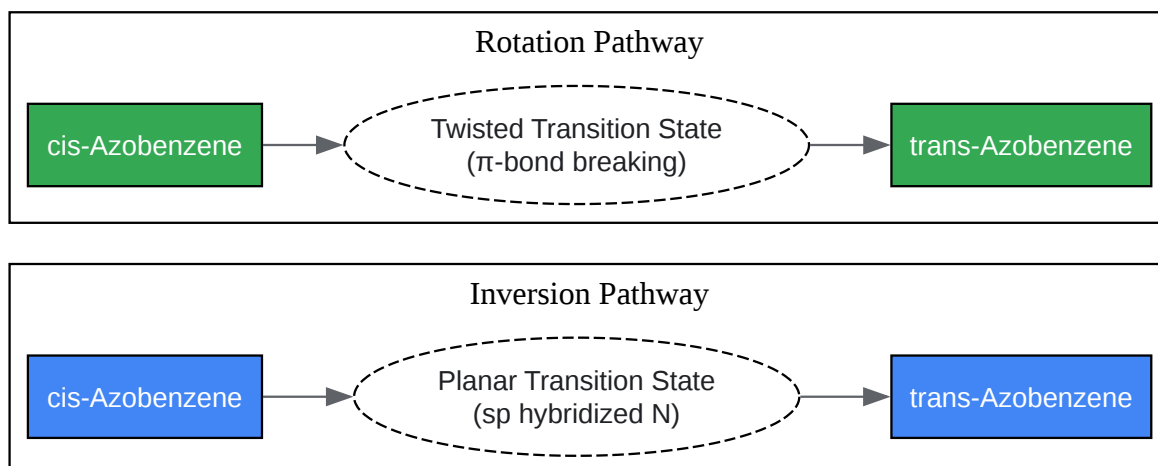 Rotation Pathway
cis-Azobenzene
Twisted Transition State
(π-bond breaking)
trans-Azobenzene
Inversion Pathway
cis-Azobenzene
Planar Transition State
(sp hybridized N)
trans-Azobenzene